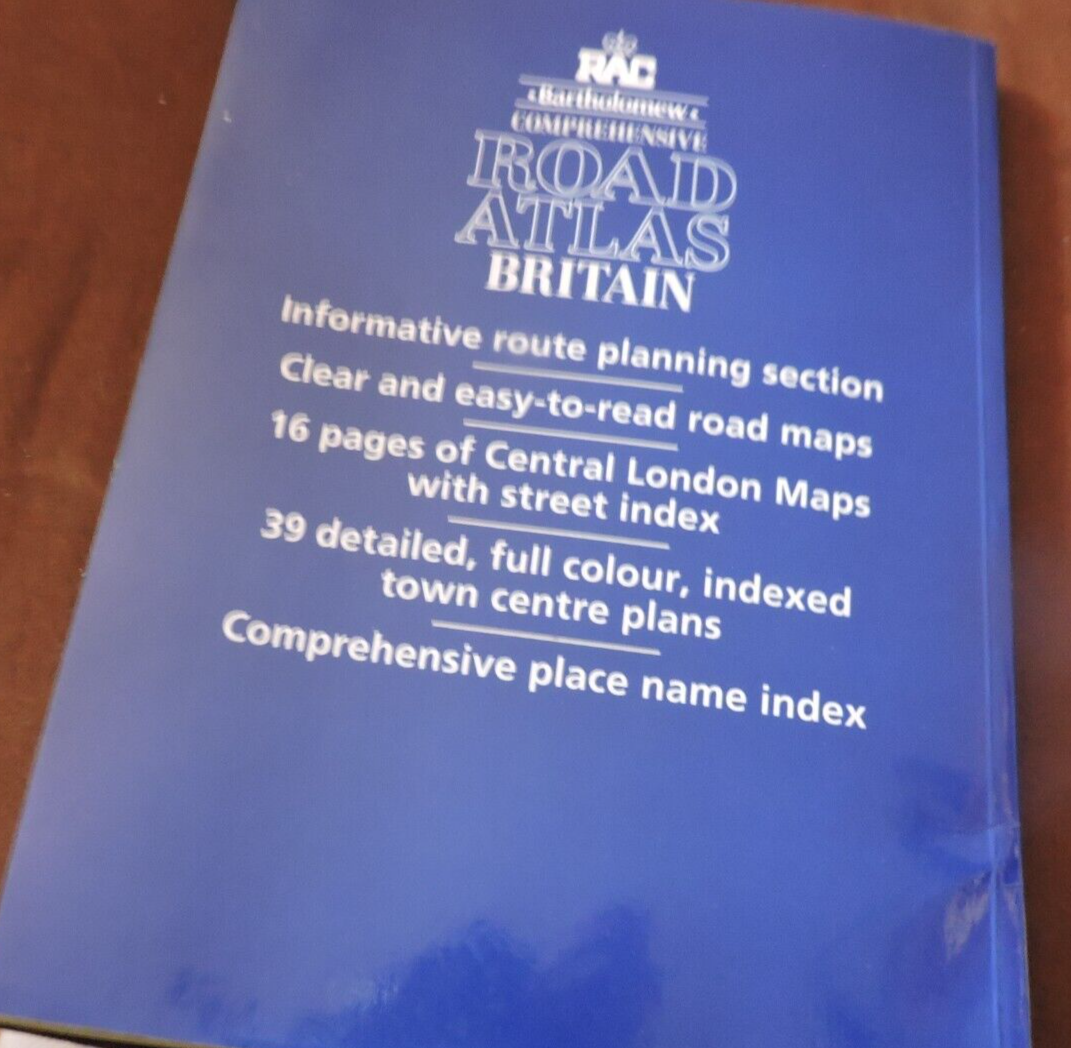 RAC
Bartholomew
COMPREHENSIVE
ROAD
ATLAS
BRITAIN
Informative route planning section
Clear and easy-to-read road maps
16 pages of Central London Maps
with street index
39 detailed, full colour, indexed
town centre plans
Comprehensive place name index